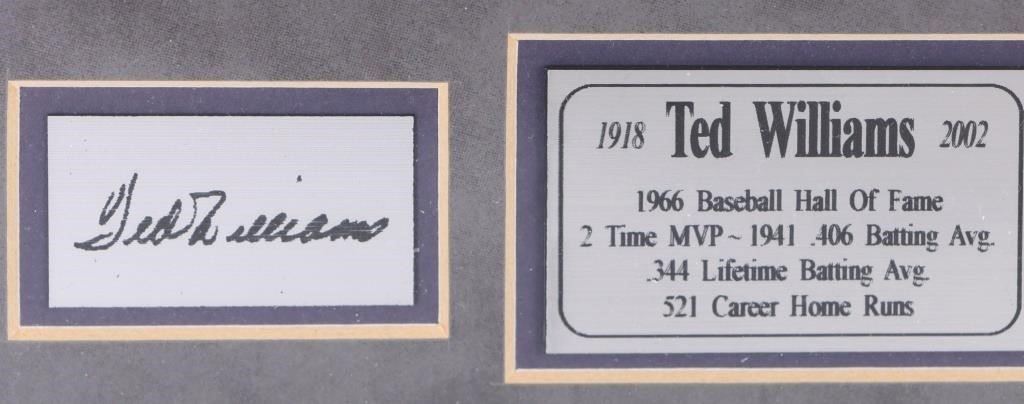 Ted Williams
1918 Ted Williams 2002
1966 Baseball Hall Of Fame
2 Time MVP ~ 1941 .406 Batting Avg.
.344 Lifetime Batting Avg.
521 Career Home Runs